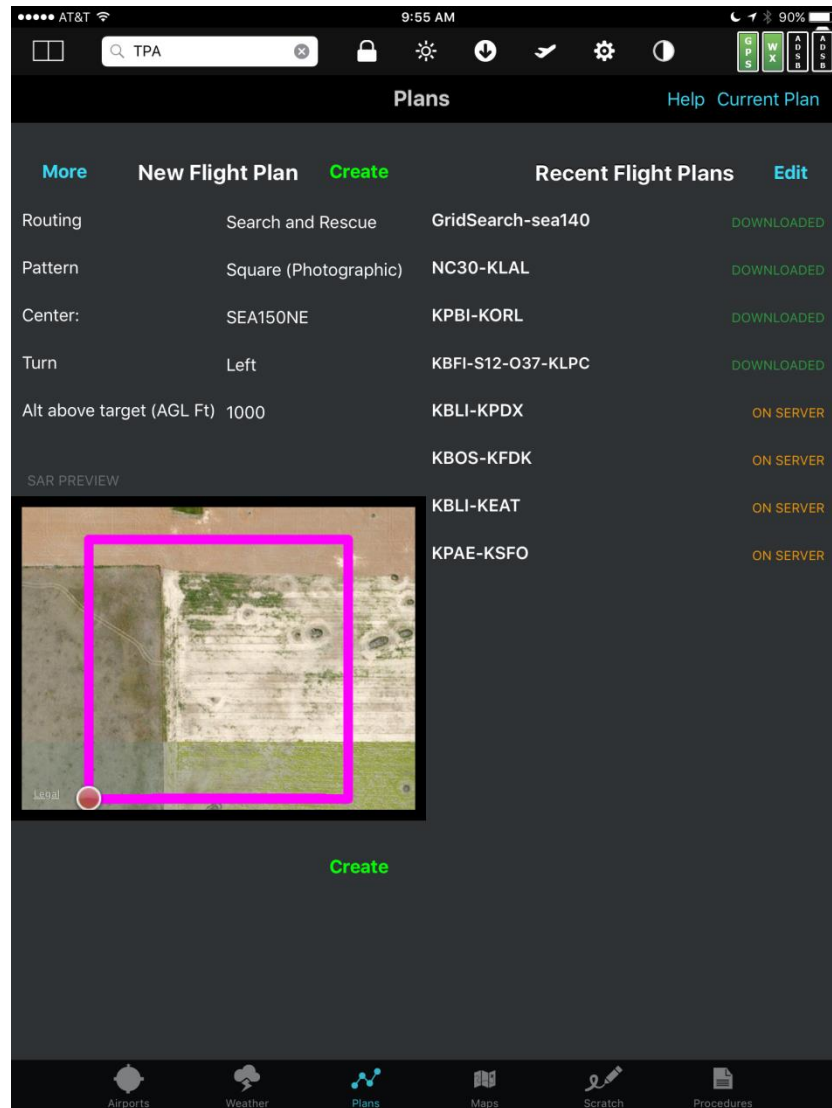 AT&T 9:55 AM 90%
TPA GPS WX ADSB ADSB
Plans Help Current Plan
More New Flight Plan Create
Routing Search and Rescue
Pattern Square (Photographic)
Center: SEA150NE
Turn Left
Alt above target (AGL Ft) 1000
SAR PREVIEW
Legal
Create
Recent Flight Plans Edit
GridSearch-sea140 DOWNLOADED
NC30-KLAL DOWNLOADED
KPBI-KORL DOWNLOADED
KBFI-S12-O37-KLPC DOWNLOADED
KBLI-KPDX ON SERVER
KBOS-KFDK ON SERVER
KBLI-KEAT ON SERVER
KPAE-KSFO ON SERVER
Airports Weather Plans Maps Scratch Procedures